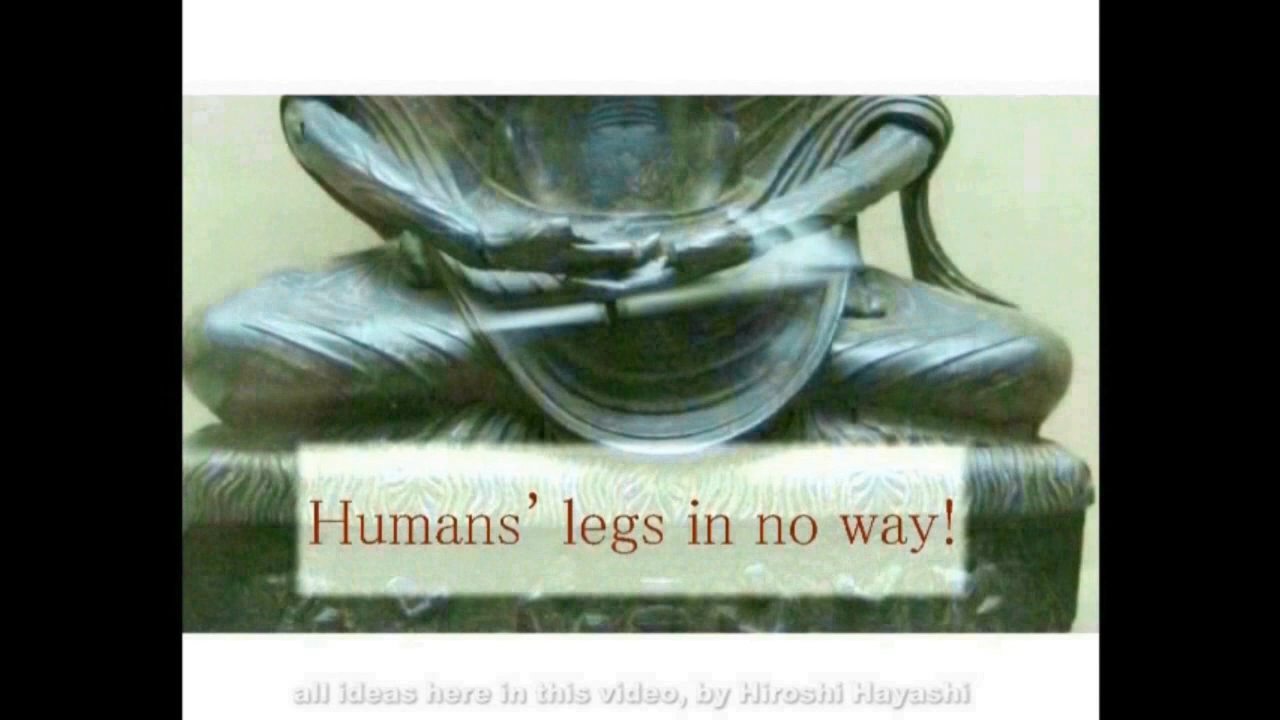 Humans’ legs in no way!
all ideas here in this video, by Hiroshi Hayashi